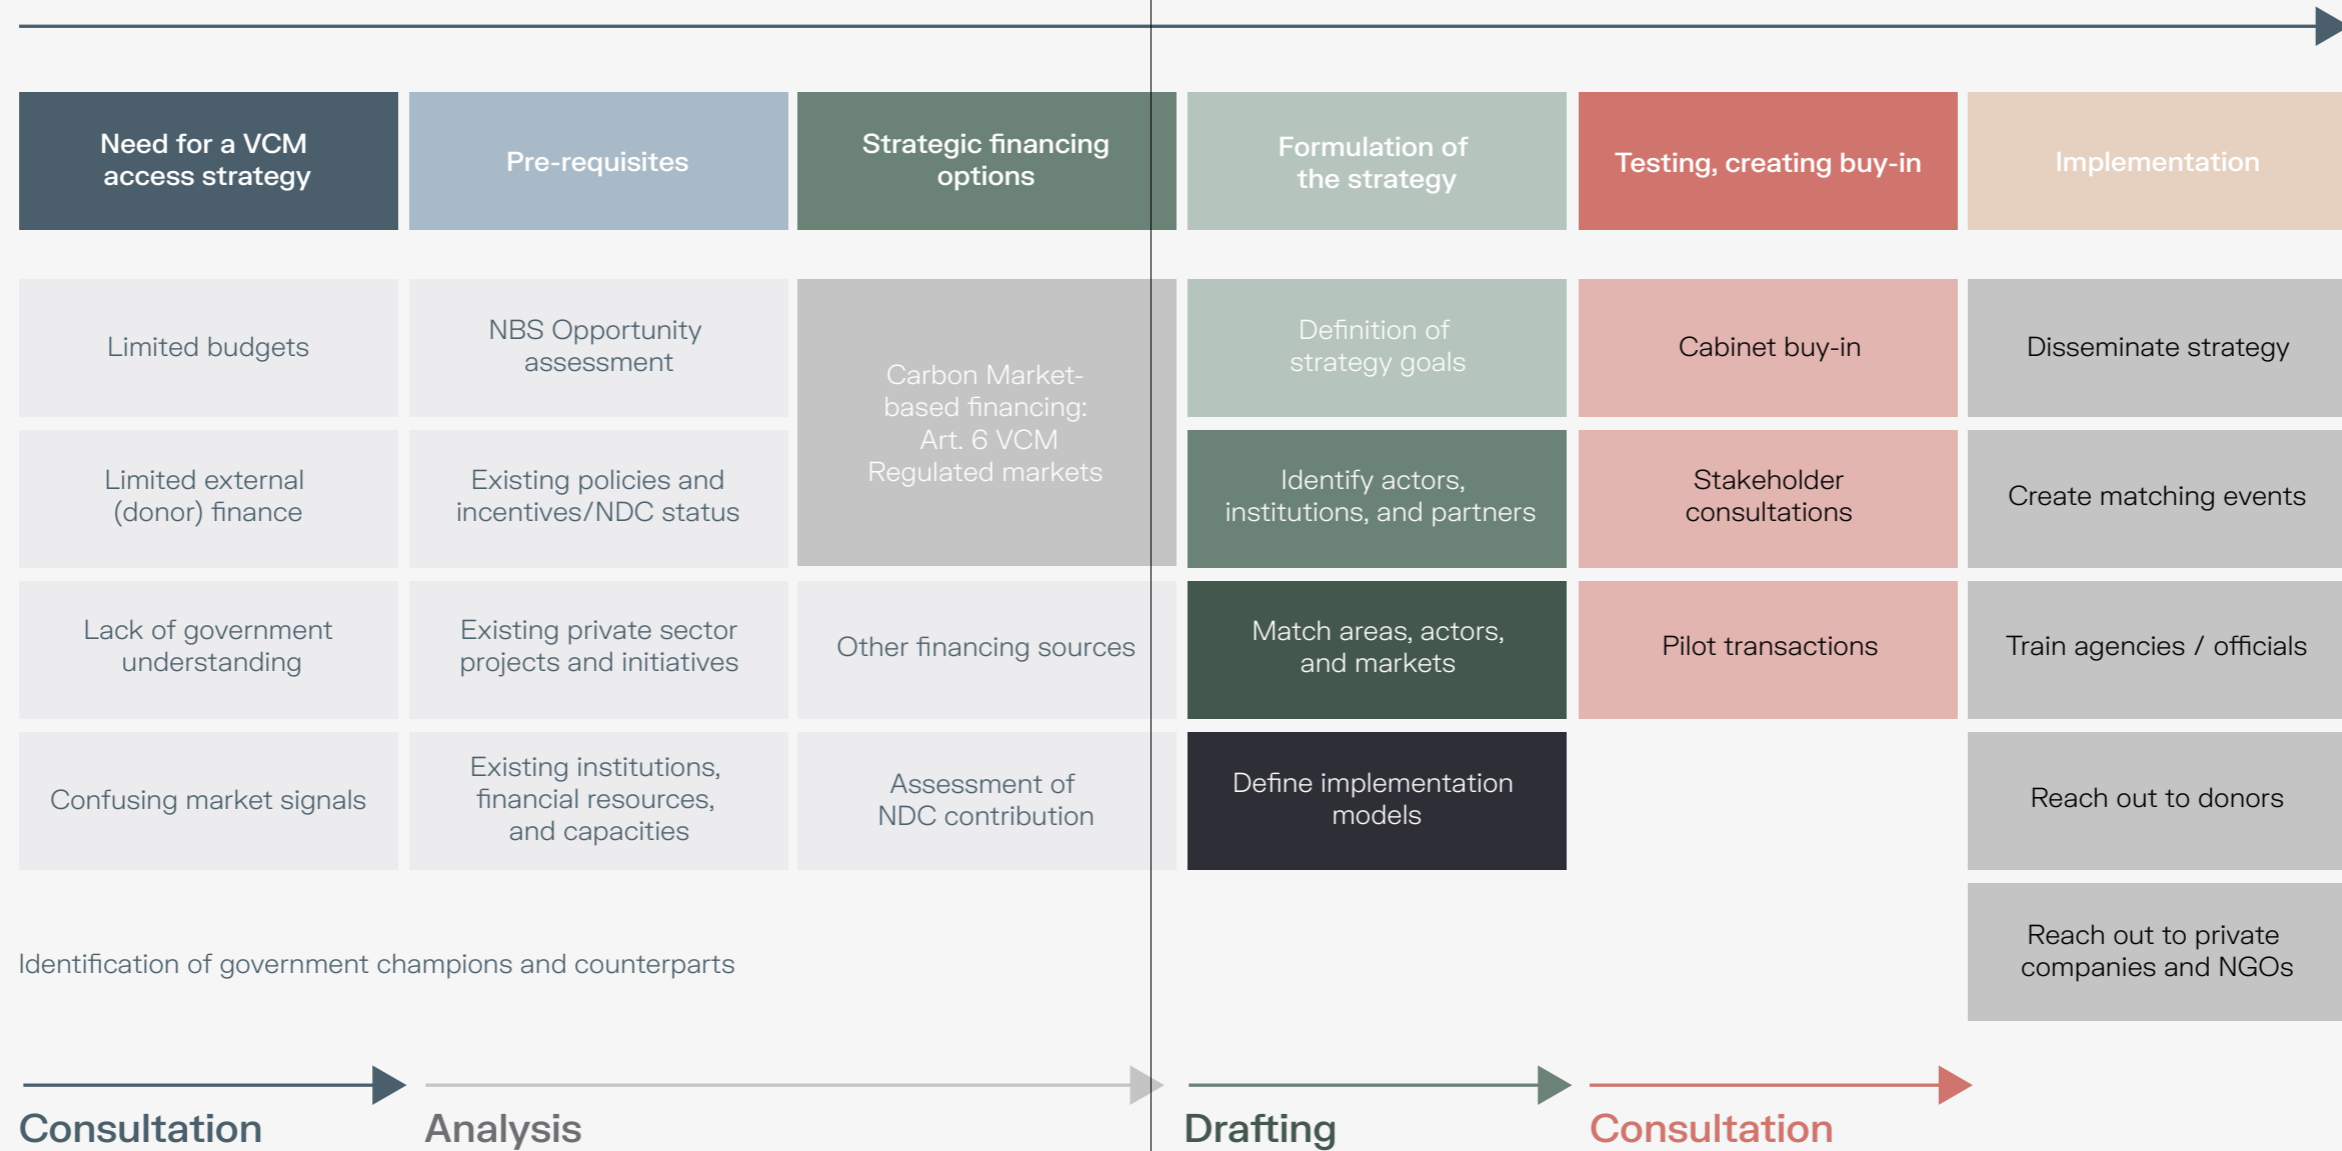 Need for a VCM
access strategy
Pre-requisites
Strategic financing
options
Formulation of
the strategy
Testing, creating buy-in
Implementation
Limited budgets
Limited external
(donor) finance
Lack of government
understanding
Confusing market signals
NBS Opportunity
assessment
Existing policies and
incentives/NDC status
Existing private sector
projects and initiatives
Existing institutions,
financial resources,
and capacities
Carbon Market-
based financing:
Art. 6 VCM
Regulated markets
Other financing sources
Assessment of
NDC contribution
Definition of
strategy goals
Identify actors,
institutions, and partners
Match areas, actors,
and markets
Define implementation
models
Cabinet buy-in
Stakeholder
consultations
Pilot transactions
Disseminate strategy
Create matching events
Train agencies / officials
Reach out to donors
Reach out to private
companies and NGOs
Identification of government champions and counterparts
Consultation
Analysis
Drafting
Consultation